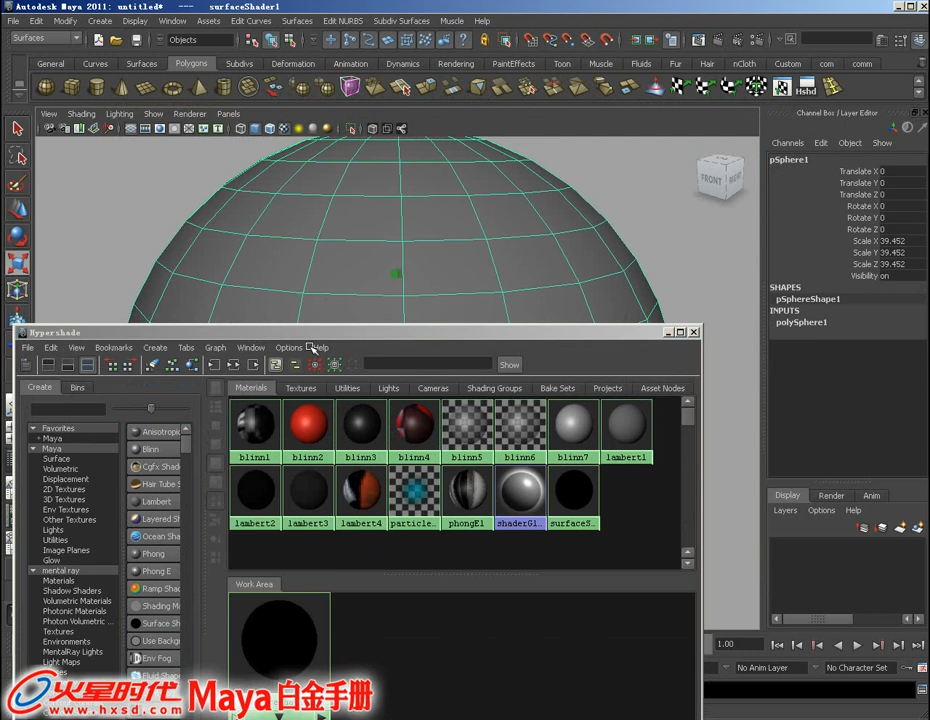 Autodesk Maya 2011: untitled* --- surfaceShader1
File Edit Modify Create Display Window Assets Edit Curves Surfaces Edit NURBS Subdiv Surfaces Muscle Help
Surfaces Objects
General Curves Surfaces Polygons Subdivs Deformation Animation Dynamics Rendering PaintEffects Toon Muscle Fluids Fur Hair nCloth Custom com comm
Hshd
View Shading Lighting Show Renderer Panels
FRONT
Channel Box / Layer Editor
Channels Edit Object Show
pSphere1
Translate X 0
Translate Y 0
Translate Z 0
Rotate X 0
Rotate Y 0
Rotate Z 0
Scale X 39.452
Scale Y 39.452
Scale Z 39.452
Visibility on
SHAPES
pSphereShape1
INPUTS
polySphere1
Display Render Anim
Layers Options Help
1.00
No Anim Layer No Character Set
Hypershade
File Edit View Bookmarks Create Tabs Graph Window Options Help
Show
Create Bins
Materials Textures Utilities Lights Cameras Shading Groups Bake Sets Projects Asset Nodes
Favorites
+ Maya
Maya
Surface
Volumetric
Displacement
2D Textures
3D Textures
Env Textures
Other Textures
Lights
Utilities
Image Planes
Glow
mental ray
Materials
Shadow Shaders
Volumetric Materials
Photonic Materials
Photon Volumetric ...
Textures
Environments
MentalRay Lights
Light Maps
Anisotropic
Blinn
Cgfx Shad
Hair Tube S
Lambert
Layered Sh
Ocean Sha
Phong
Phong E
Ramp Shad
Shading M
Surface Sh
Use Backgr
Env Fog
Fluid Shap
blinn1 blinn2 blinn3 blinn4 blinn5 blinn6 blinn7 lambert1
lambert2 lambert3 lambert4 particle... phongE1 shaderGl... surfaceS...
Work Area
火星时代
www.hxsd.com
Maya 白金手册